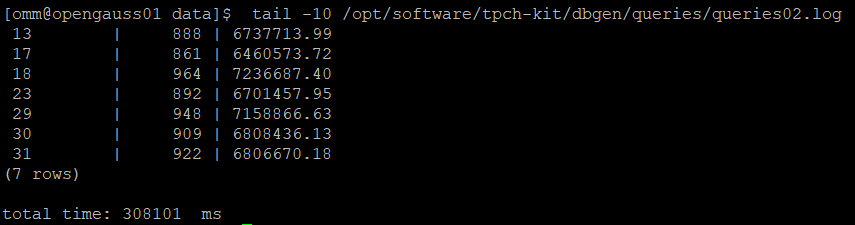 [omm@opengauss01 data]$  tail -10 /opt/software/tpch-kit/dbgen/queries/queries02.log
 13        |     888 | 6737713.99
 17        |     861 | 6460573.72
 18        |     964 | 7236687.40
 23        |     892 | 6701457.95
 29        |     948 | 7158866.63
 30        |     909 | 6808436.13
 31        |     922 | 6806670.18
(7 rows)
total time: 308101  ms